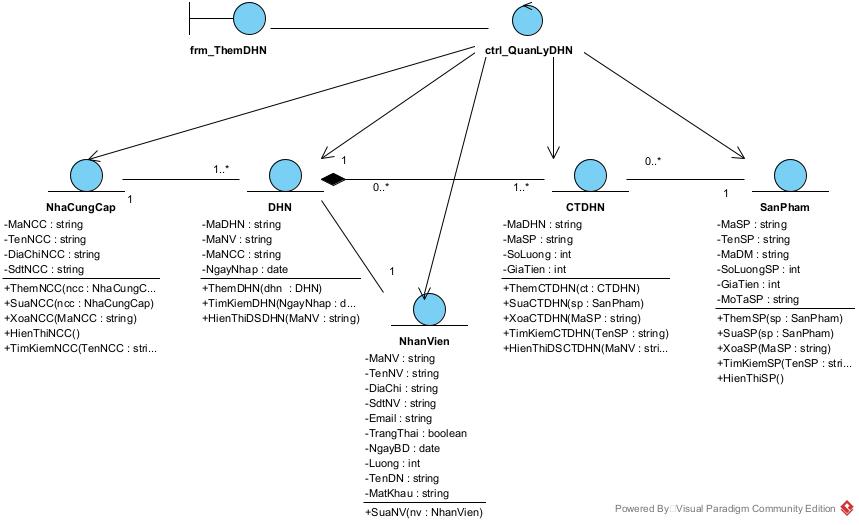 frm_ThemDHN
ctrl_QuanLyDHN
1..*
1
0..*
1..*
0..*
1
1
1
NhaCungCap
-MaNCC : string
-TenNCC : string
-DiaChiNCC : string
-SdtNCC : string
+ThemNCC(ncc : NhaCungC...
+SuaNCC(ncc : NhaCungCap)
+XoaNCC(MaNCC : string)
+HienThiNCC()
+TimKiemNCC(TenNCC : stri...
DHN
-MaDHN : string
-MaNV : string
-MaNCC : string
-NgayNhap : date
+ThemDHN(dhn : DHN)
+TimKiemDHN(NgayNhap : d...
+HienThiDSDHN(MaNV : string)
NhanVien
-MaNV : string
-TenNV : string
-DiaChi : string
-SdtNV : string
-Email : string
-TrangThai : boolean
-NgayBD : date
-Luong : int
-TenDN : string
-MatKhau : string
+SuaNV(nv : NhanVien)
CTDHN
-MaDHN : string
-MaSP : string
-SoLuong : int
-GiaTien : int
+ThemCTDHN(ct : CTDHN)
+SuaCTDHN(sp : SanPham)
+XoaCTDHN(MaSP : string)
+TimKiemCTDHN(TenSP : string)
+HienThiDSCTDHN(MaNV : stri...
SanPham
-MaSP : string
-TenSP : string
-MaDM : string
-SoLuongSP : int
-GiaTien : int
-MoTaSP : string
+ThemSP(sp : SanPham)
+SuaSP(sp : SanPham)
+XoaSP(MaSP : string)
+TimKiemSP(TenSP : stri...
+HienThiSP()
Powered By Visual Paradigm Community Edition